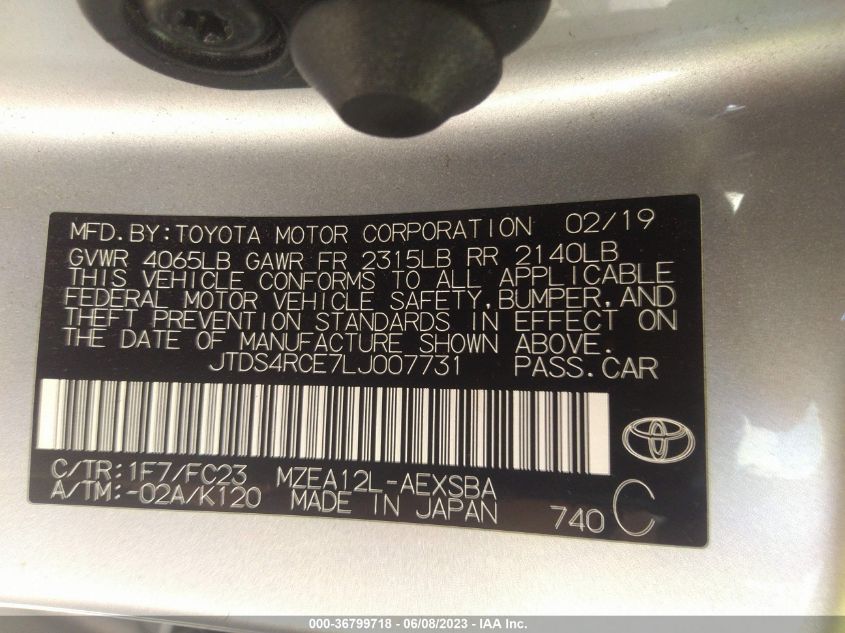 MFD.BY:TOYOTA MOTOR CORPORATION 02/19
GVWR 4065LB GAWR FR 2315LB RR 2140LB
THIS VEHICLE CONFORMS TO ALL APPLICABLE
FEDERAL MOTOR VEHICLE SAFETY,BUMPER,AND
THEFT PREVENTION STANDARDS IN EFFECT ON
THE DATE OF MANUFACTURE SHOWN ABOVE.
JTDS4RCE7LJ007731 PASS.CAR
C/TR:1F7/FC23 MZEA12L-AEXSBA
A/TM:-02A/K120 MADE IN JAPAN 740 C
000-36799718 - 06/08/2023 - IAA Inc.